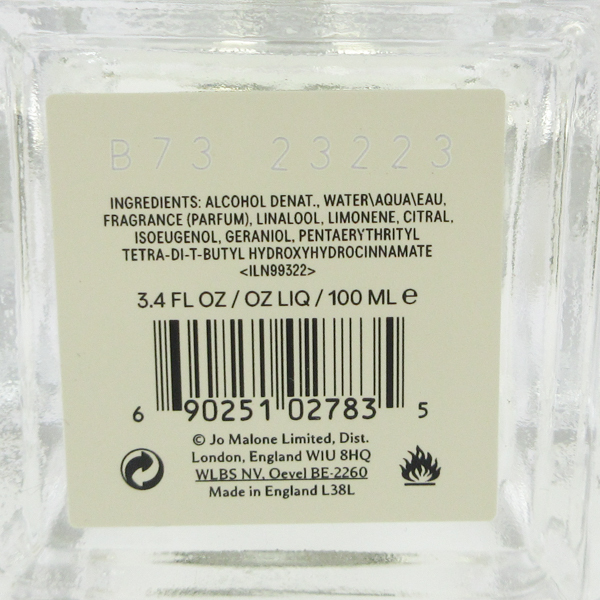 B73 23223
INGREDIENTS: ALCOHOL DENAT., WATER\AQUA\EAU,
FRAGRANCE (PARFUM), LINALOOL, LIMONENE, CITRAL,
ISOEUGENOL, GERANIOL, PENTAERYTHRITYL
TETRA-DI-T-BUTYL HYDROXYHYDROCINNAMATE
<ILN99322>
3.4 FL OZ / OZ LIQ / 100 ML ℮
6 90251 02783 5
© Jo Malone Limited, Dist.
London, England W1U 8HQ
WLBS NV, Oevel BE-2260
Made in England L38L